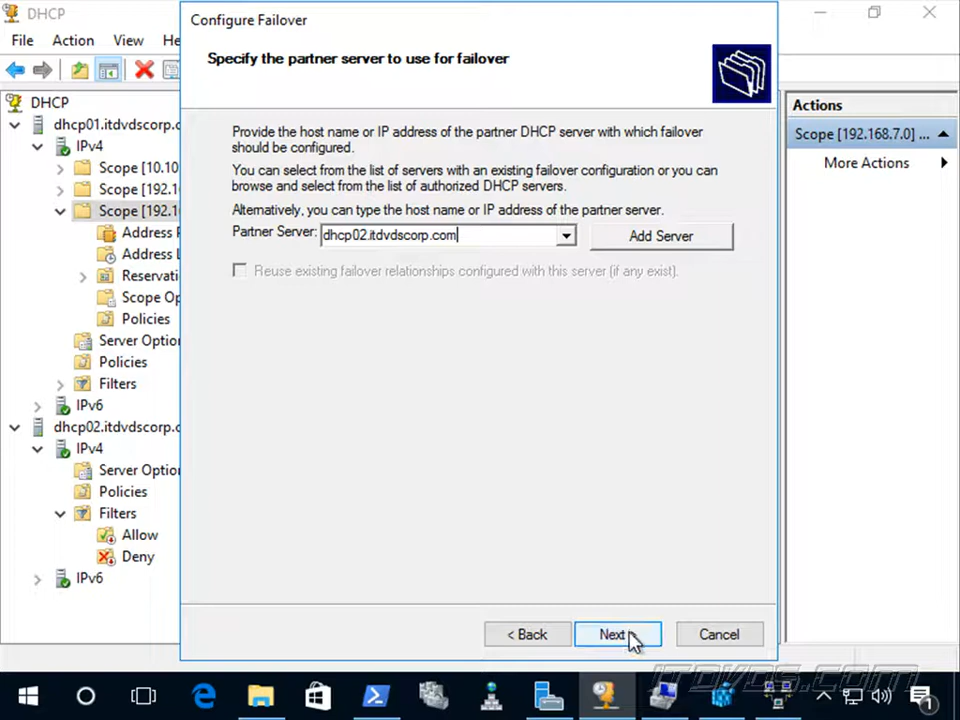 DHCP
File Action View He
DHCP
dhcp01.itdvdscorp.c
IPv4
Scope [10.10
Scope [192.1
Scope [192.1
Address P
Address L
Reservati
Scope Op
Policies
Server Option
Policies
Filters
IPv6
dhcp02.itdvdscorp.c
IPv4
Server Option
Policies
Filters
Allow
Deny
IPv6
Configure Failover
Specify the partner server to use for failover
Provide the host name or IP address of the partner DHCP server with which failover
should be configured.
You can select from the list of servers with an existing failover configuration or you can
browse and select from the list of authorized DHCP servers.
Alternatively, you can type the host name or IP address of the partner server.
Partner Server: dhcp02.itdvdscorp.com Add Server
Reuse existing failover relationships configured with this server (if any exist).
< Back Next > Cancel
Actions
Scope [192.168.7.0] ...
More Actions
ITDVDS.COM
1